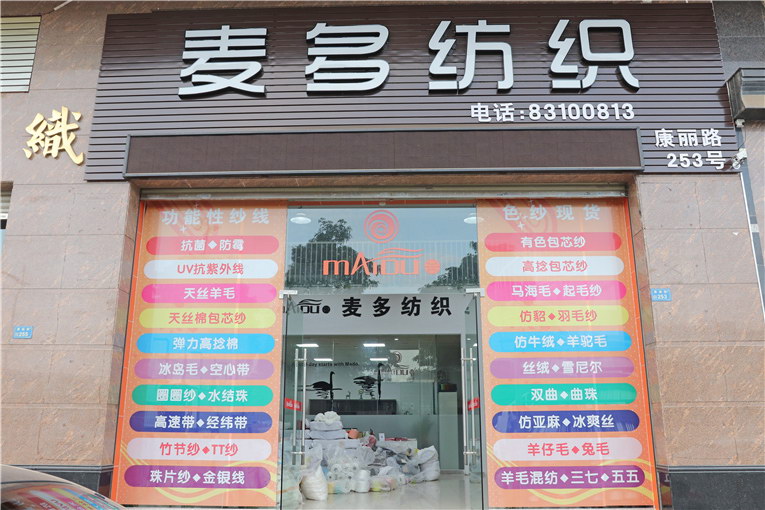 麦多纺织
电话:83100813
織
康丽路
253号
功能性纱线
抗菌◆防霉
UV抗紫外线
天丝羊毛
天丝棉包芯纱
弹力高捻棉
冰岛毛◆空心带
圈圈纱◆水结珠
高速带◆经纬带
竹节纱◆TT纱
珠片纱◆金银线
mAIDUO
麦多纺织
色纱现货
有色包芯纱
高捻包芯纱
马海毛◆起毛纱
仿貂◆羽毛纱
仿牛绒◆羊驼毛
丝绒◆雪尼尔
双曲◆曲珠
仿亚麻◆冰爽丝
羊仔毛◆兔毛
羊毛混纺◆三七◆五五